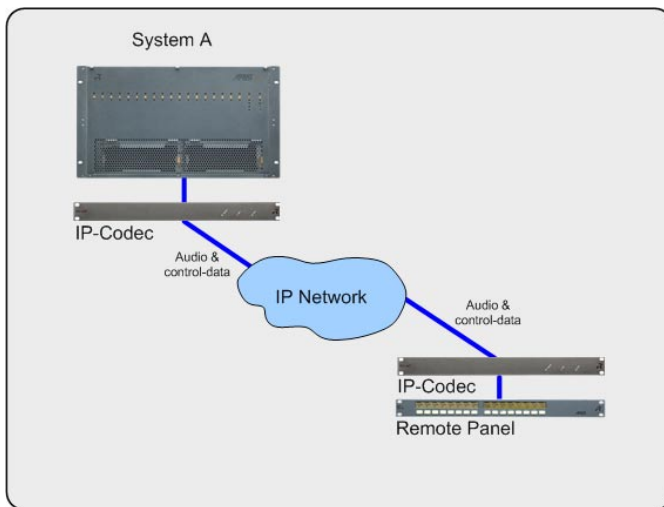 System A
IP-Codec
Audio &
control-data
IP Network
Audio &
control-data
IP-Codec
Remote Panel